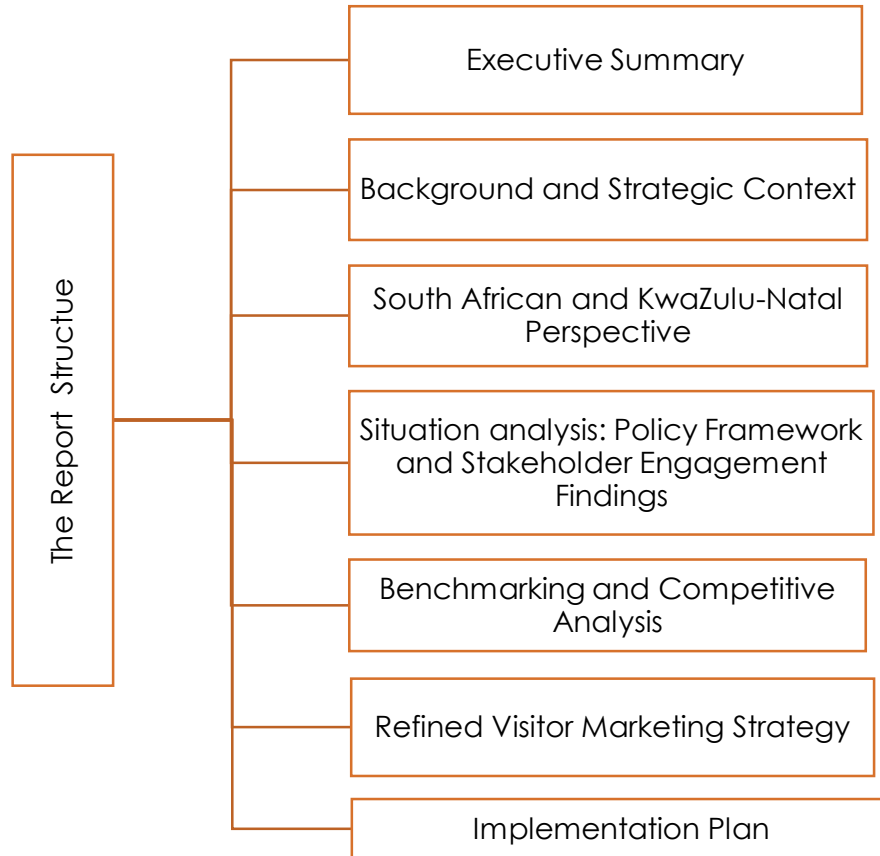 The Report Structue
Executive Summary
Background and Strategic Context
South African and KwaZulu-Natal
Perspective
Situation analysis: Policy Framework
and Stakeholder Engagement
Findings
Benchmarking and Competitive
Analysis
Refined Visitor Marketing Strategy
Implementation Plan